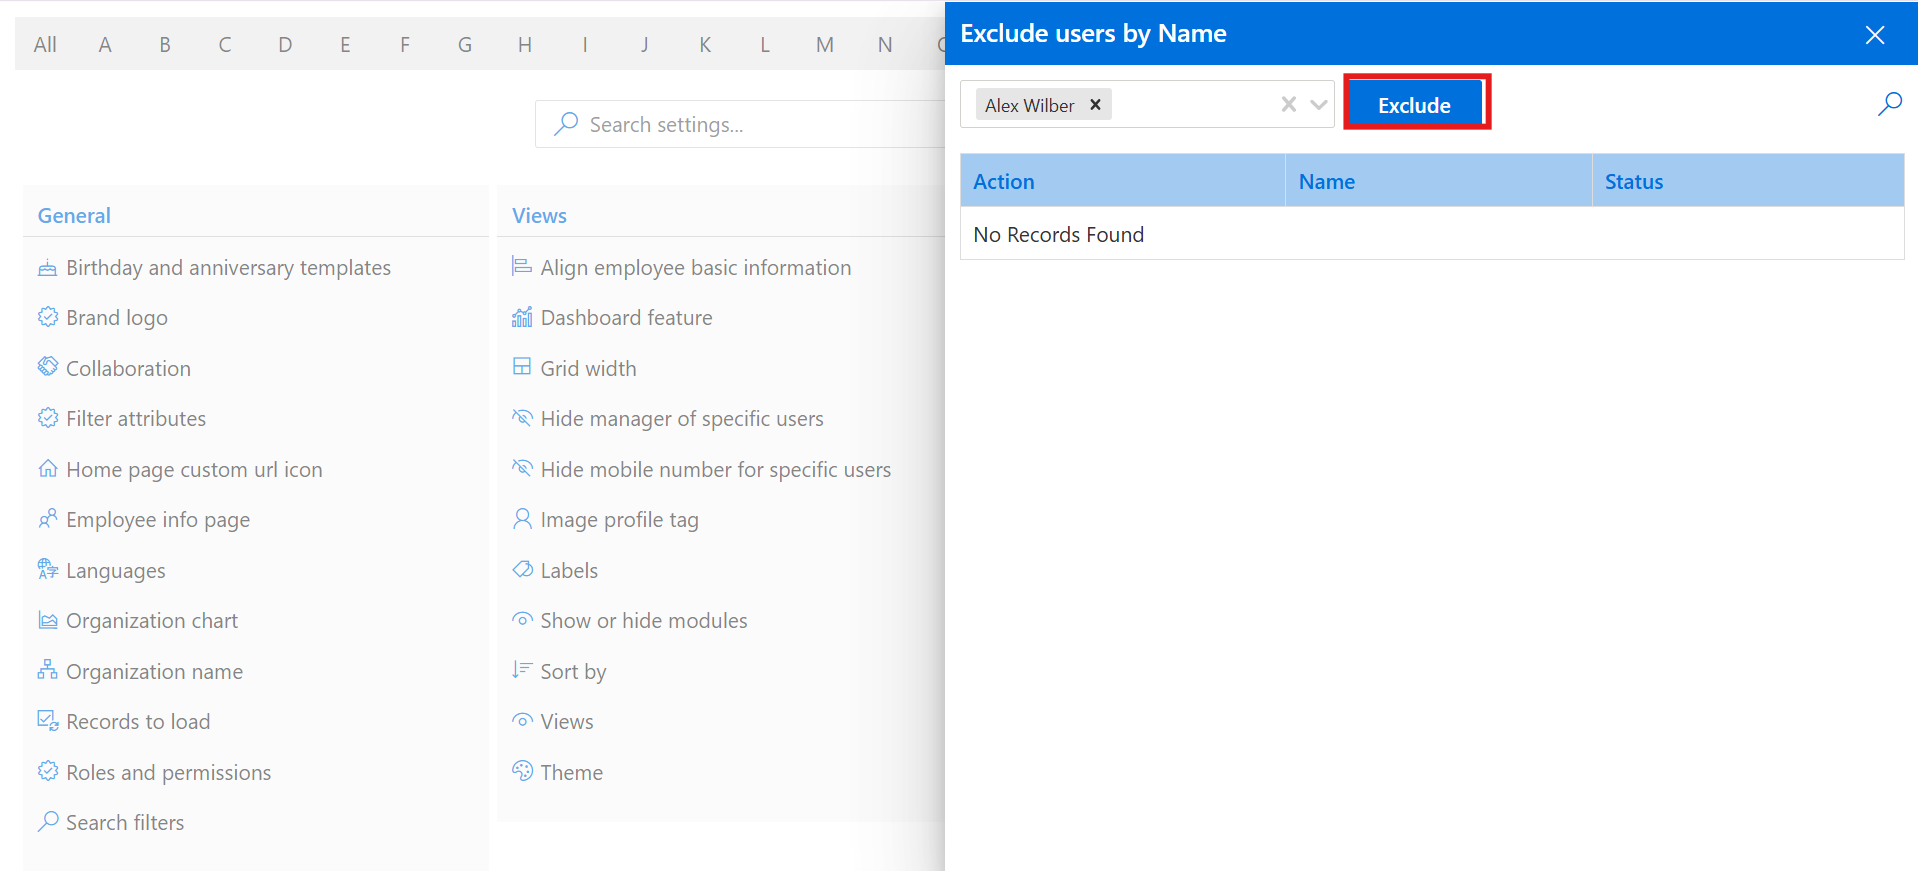 All A B C D E F G H I J K L M N
Search settings...
General
Birthday and anniversary templates
Brand logo
Collaboration
Filter attributes
Home page custom url icon
Employee info page
Languages
Organization chart
Organization name
Records to load
Roles and permissions
Search filters
Views
Align employee basic information
Dashboard feature
Grid width
Hide manager of specific users
Hide mobile number for specific users
Image profile tag
Labels
Show or hide modules
Sort by
Views
Theme
Exclude users by Name
Alex Wilber Exclude
Action Name Status
No Records Found